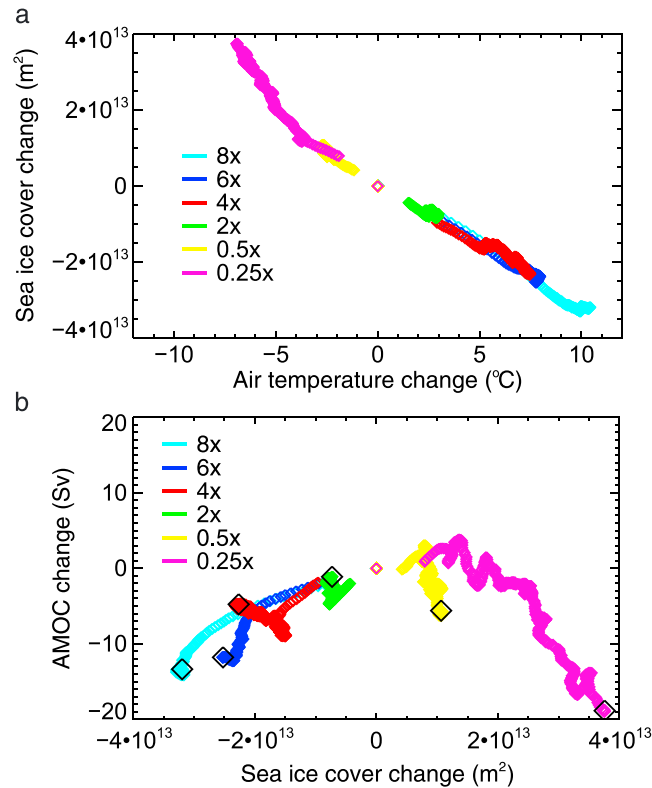 a
4•10¹³
2•10¹³
0
−2•10¹³
−4•10¹³
Sea ice cover change (m²)
8x
6x
4x
2x
0.5x
0.25x
−10 −5 0 5 10
Air temperature change (°C)
b
20
10
0
−10
−20
AMOC change (Sv)
8x
6x
4x
2x
0.5x
0.25x
−4•10¹³ −2•10¹³ 0 2•10¹³ 4•10¹³
Sea ice cover change (m²)